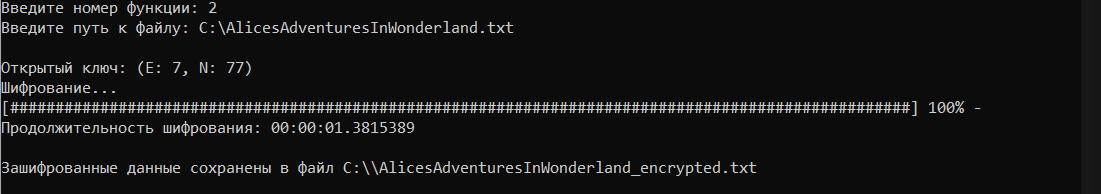 Введите номер функции: 2
Введите путь к файлу: C:\AlicesAdventuresInWonderland.txt
Открытый ключ: (E: 7, N: 77)
Шифрование...
[##########################################################################################] 100% -
Продолжительность шифрования: 00:00:01.3815389
Зашифрованные данные сохранены в файл C:\\AlicesAdventuresInWonderland_encrypted.txt